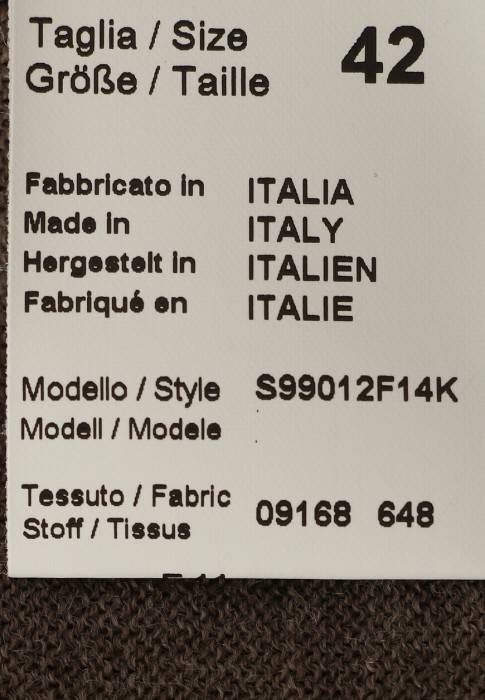 Taglia / Size 42
Größe / Taille
Fabbricato in ITALIA
Made in ITALY
Hergestelt in ITALIEN
Fabriqué en ITALIE
Modello / Style S99012F14K
Modell / Modele
Tessuto / Fabric 09168 648
Stoff / Tissus